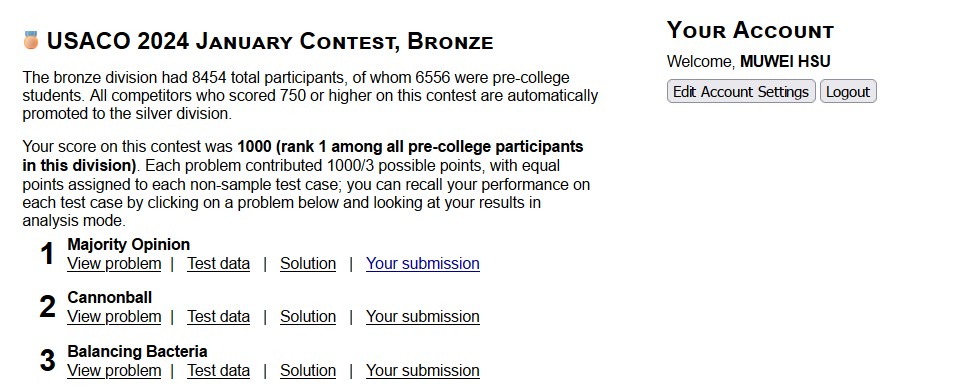 USACO 2024 January Contest, Bronze
The bronze division had 8454 total participants, of whom 6556 were pre-college
students. All competitors who scored 750 or higher on this contest are automatically
promoted to the silver division.
Your score on this contest was 1000 (rank 1 among all pre-college participants
in this division). Each problem contributed 1000/3 possible points, with equal
points assigned to each non-sample test case; you can recall your performance on
each test case by clicking on a problem below and looking at your results in
analysis mode.
1
Majority Opinion
View problem | Test data | Solution | Your submission
2
Cannonball
View problem | Test data | Solution | Your submission
3
Balancing Bacteria
View problem | Test data | Solution | Your submission
Your Account
Welcome, MUWEI HSU
Edit Account Settings Logout